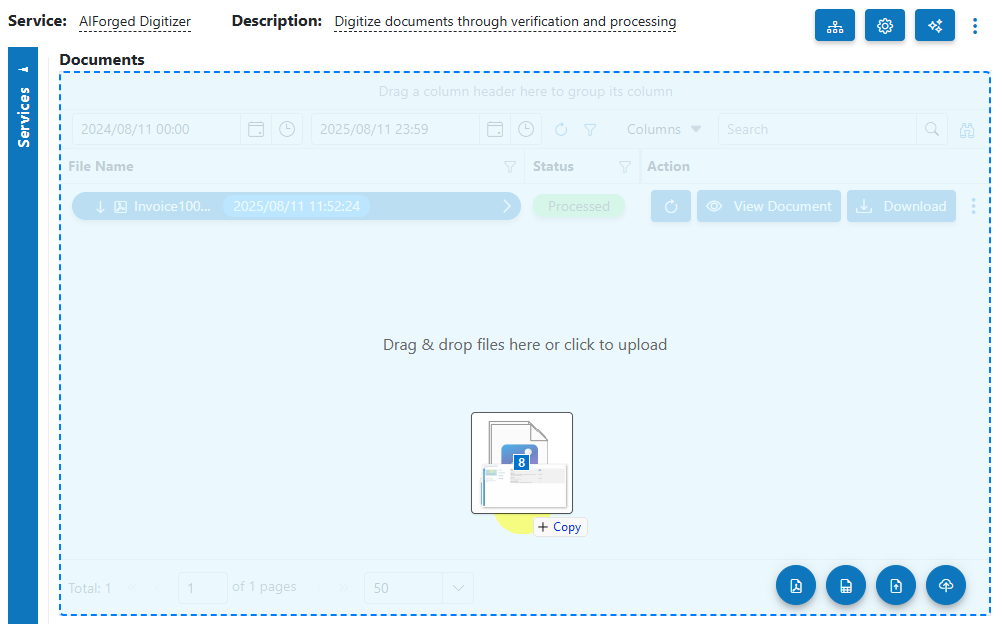 Service: AIForged Digitizer Description: Digitize documents through verification and processing
Services
Documents
Drag a column header here to group its column
2024/08/11 00:00 2025/08/11 23:59 Columns Search
File Name Status Action
Invoice100... 2025/08/11 11:52:24 Processed View Document Download
Drag & drop files here or click to upload
8
+ Copy
Total: 1 1 of 1 pages 50